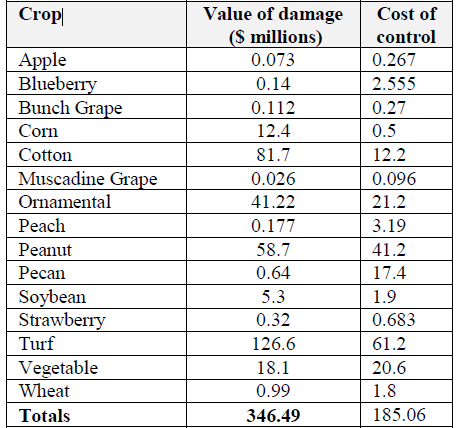 Crop Value of damage Cost of
($ millions) control
Apple 0.073 0.267
Blueberry 0.14 2.555
Bunch Grape 0.112 0.27
Corn 12.4 0.5
Cotton 81.7 12.2
Muscadine Grape 0.026 0.096
Ornamental 41.22 21.2
Peach 0.177 3.19
Peanut 58.7 41.2
Pecan 0.64 17.4
Soybean 5.3 1.9
Strawberry 0.32 0.683
Turf 126.6 61.2
Vegetable 18.1 20.6
Wheat 0.99 1.8
Totals 346.49 185.06